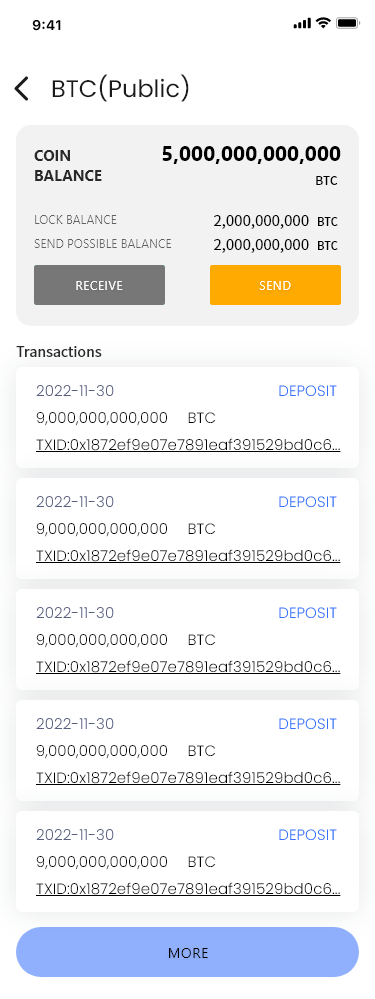 9:41
BTC(Public)
COIN BALANCE 5,000,000,000,000
BTC
LOCK BALANCE 2,000,000,000 BTC
SEND POSSIBLE BALANCE 2,000,000,000 BTC
RECEIVE SEND
Transactions
2022-11-30 DEPOSIT
9,000,000,000,000 BTC
TXID:0x1872ef9e07e7891eaf391529bd0c6...
2022-11-30 DEPOSIT
9,000,000,000,000 BTC
TXID:0x1872ef9e07e7891eaf391529bd0c6...
2022-11-30 DEPOSIT
9,000,000,000,000 BTC
TXID:0x1872ef9e07e7891eaf391529bd0c6...
2022-11-30 DEPOSIT
9,000,000,000,000 BTC
TXID:0x1872ef9e07e7891eaf391529bd0c6...
2022-11-30 DEPOSIT
9,000,000,000,000 BTC
TXID:0x1872ef9e07e7891eaf391529bd0c6...
MORE